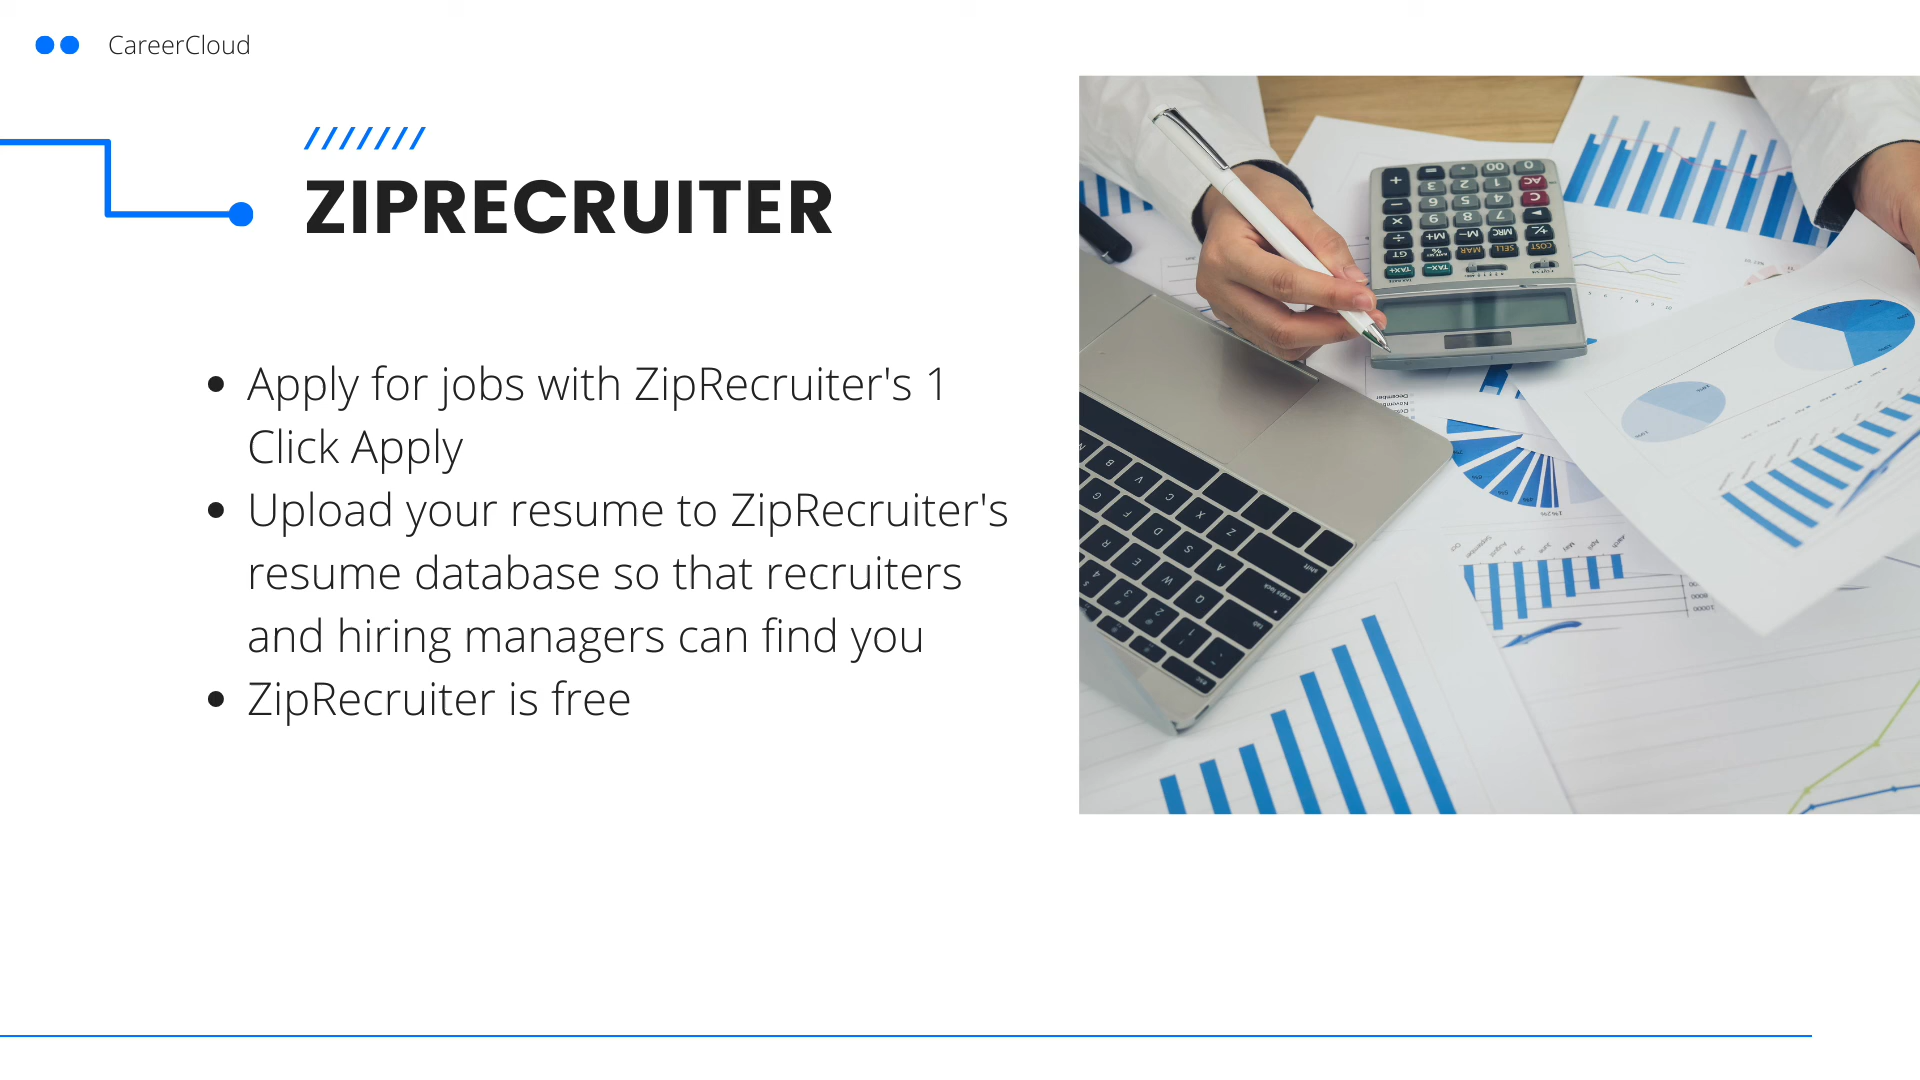 CareerCloud
ZIPRECRUITER
Apply for jobs with ZipRecruiter's 1
Click Apply
Upload your resume to ZipRecruiter's
resume database so that recruiters
and hiring managers can find you
ZipRecruiter is free